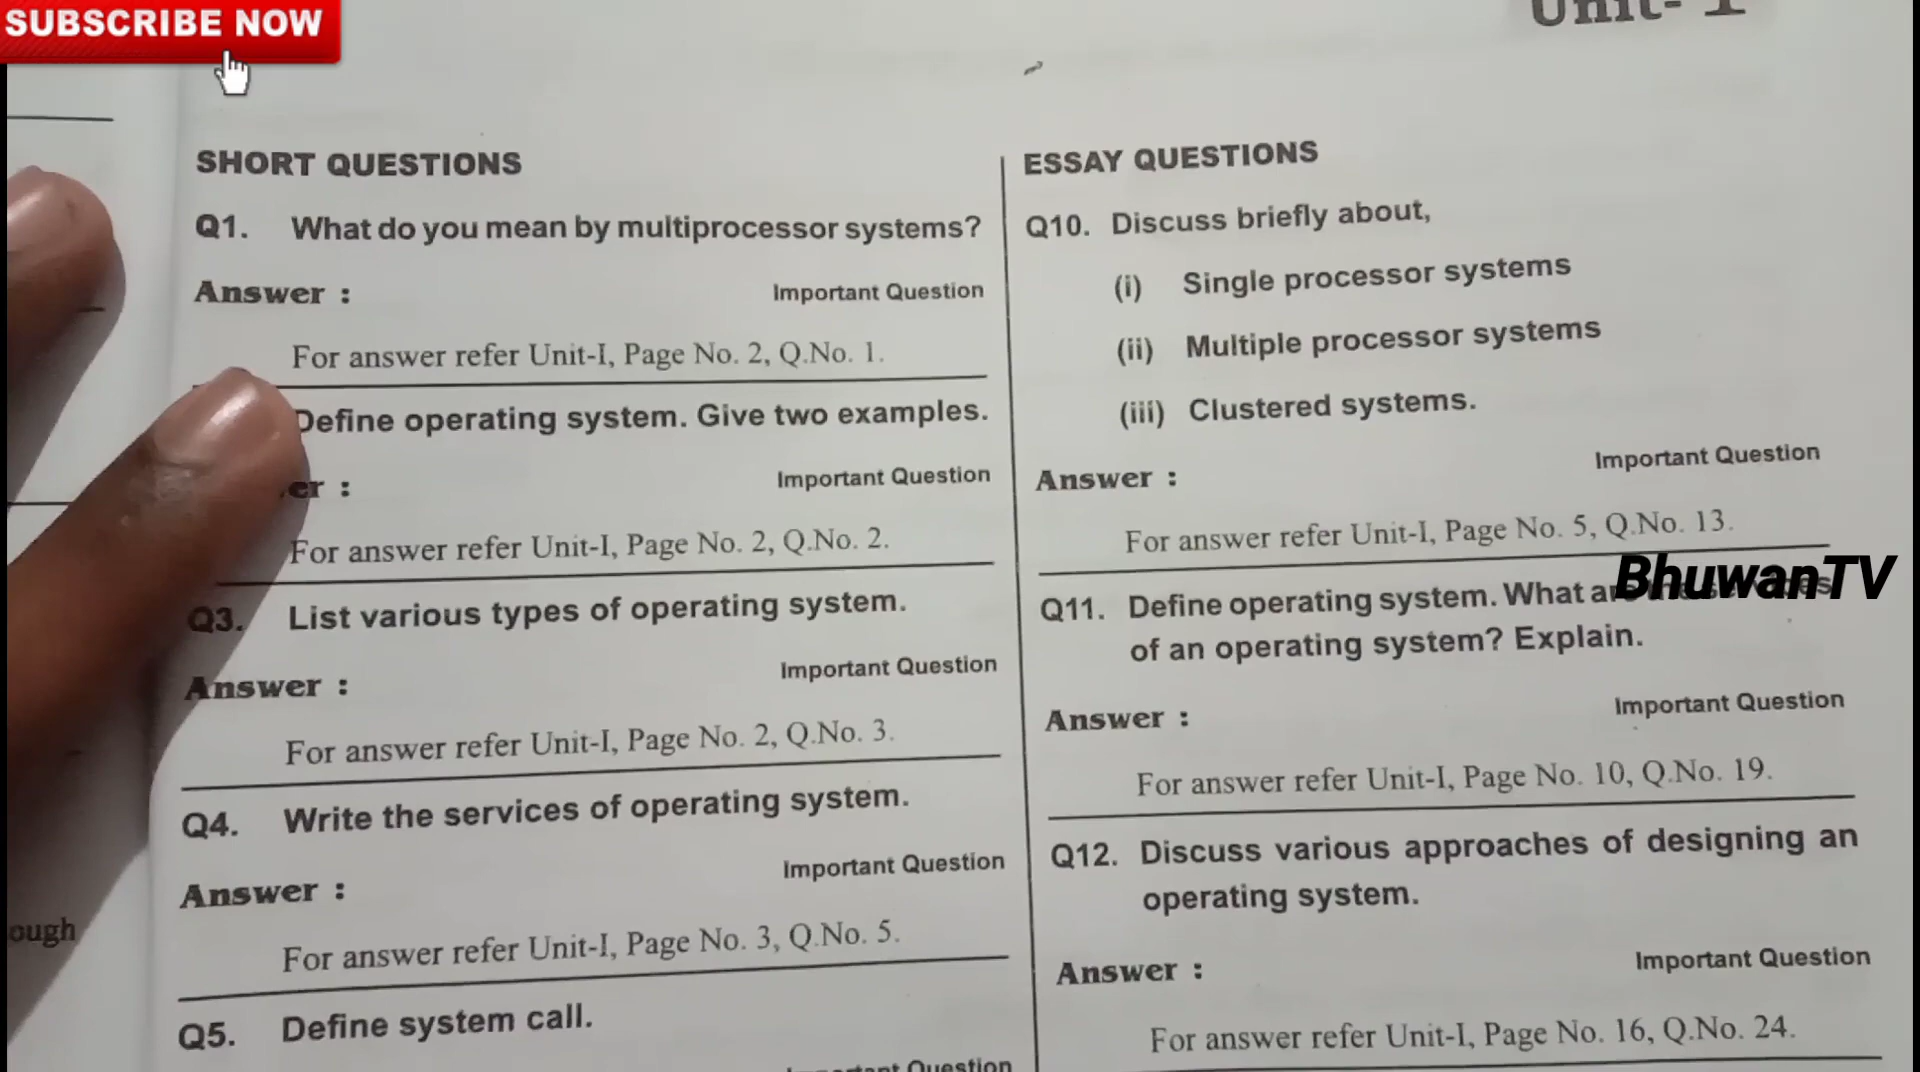 SUBSCRIBE NOW
Unit- I
SHORT QUESTIONS
Q1. What do you mean by multiprocessor systems?
Answer : Important Question
For answer refer Unit-I, Page No. 2, Q.No. 1.
Define operating system. Give two examples.
er : Important Question
For answer refer Unit-I, Page No. 2, Q.No. 2.
Q3. List various types of operating system.
Answer : Important Question
For answer refer Unit-I, Page No. 2, Q.No. 3.
Q4. Write the services of operating system.
Answer : Important Question
For answer refer Unit-I, Page No. 3, Q.No. 5.
Q5. Define system call.
Question
ough
ESSAY QUESTIONS
Q10. Discuss briefly about,
(i) Single processor systems
(ii) Multiple processor systems
(iii) Clustered systems.
Important Question
Answer :
For answer refer Unit-I, Page No. 5, Q.No. 13.
BhuwanTV
Q11. Define operating system. What
of an operating system? Explain.
Important Question
Answer :
For answer refer Unit-I, Page No. 10, Q.No. 19.
Q12. Discuss various approaches of designing an
operating system.
Important Question
Answer :
For answer refer Unit-I, Page No. 16, Q.No. 24.